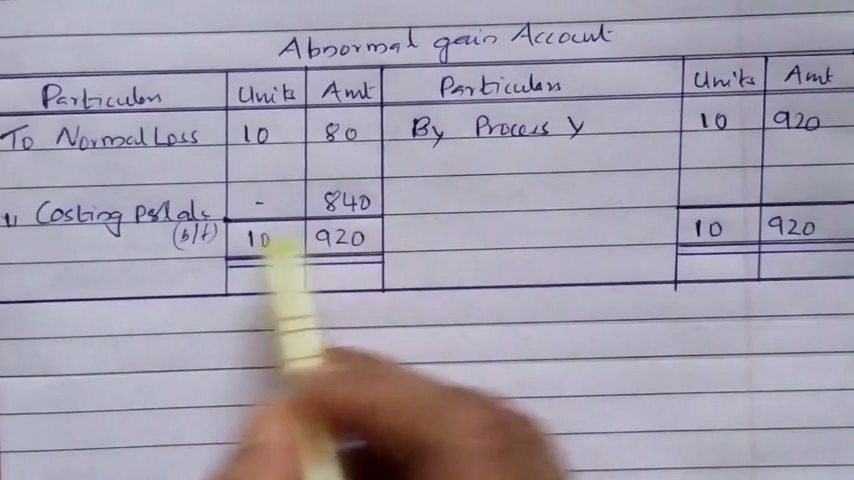 Abnormal gain Account
Particulars Units Amt Particulars Units Amt
To Normal Loss 10 80 By Process Y 10 920
" Costing P&L a/c - 840
(b/f) 10 920 10 920